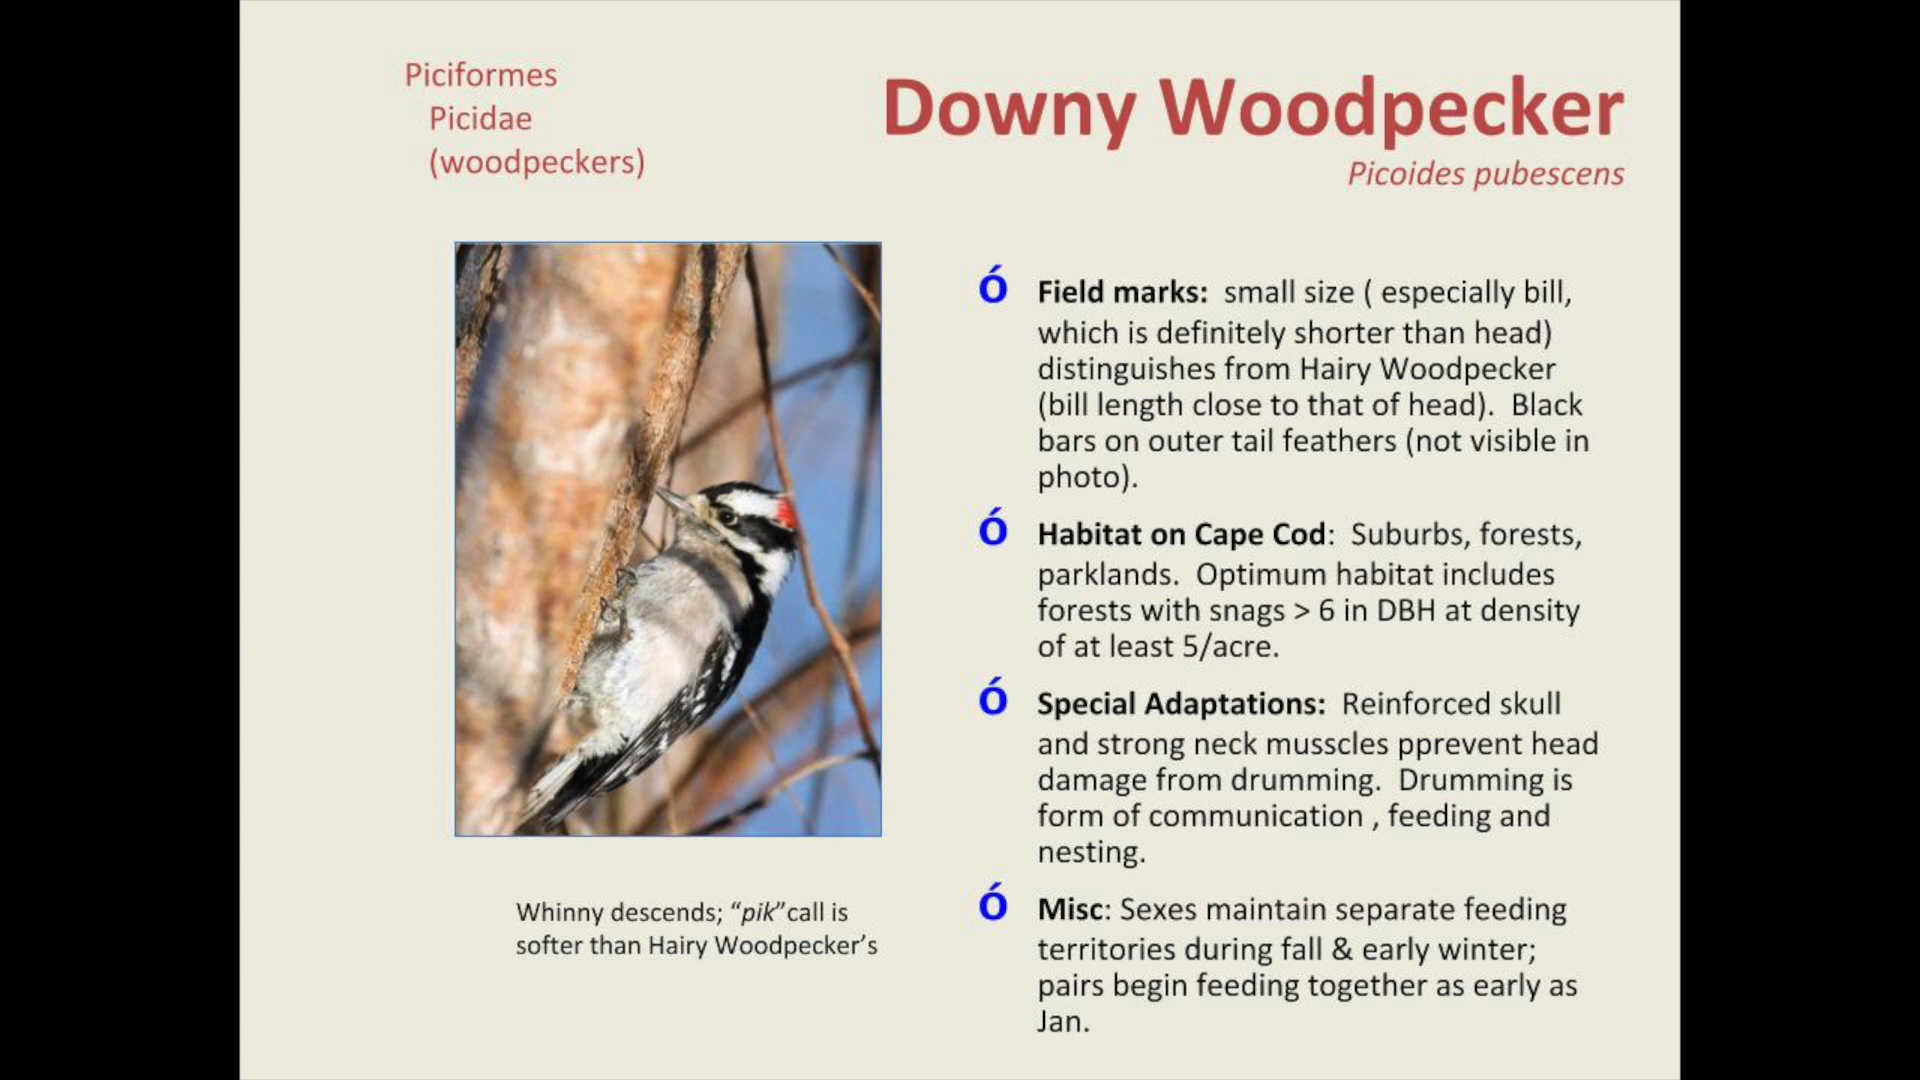 Piciformes
Picidae
(woodpeckers)
Downy Woodpecker
Picoides pubescens
Ó Field marks:  small size ( especially bill,
which is definitely shorter than head)
distinguishes from Hairy Woodpecker
(bill length close to that of head).  Black
bars on outer tail feathers (not visible in
photo).
Ó Habitat on Cape Cod:  Suburbs, forests,
parklands.  Optimum habitat includes
forests with snags > 6 in DBH at density
of at least 5/acre.
Ó Special Adaptations:  Reinforced skull
and strong neck musscles pprevent head
damage from drumming.  Drumming is
form of communication , feeding and
nesting.
Ó Misc: Sexes maintain separate feeding
territories during fall & early winter;
pairs begin feeding together as early as
Jan.
Whinny descends; “pik”call is
softer than Hairy Woodpecker’s